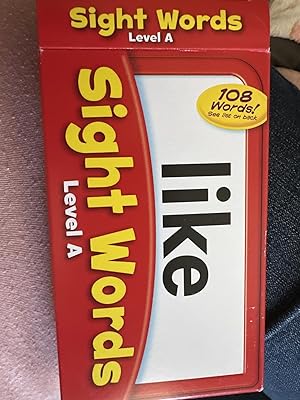 Sight Words
Level A
108
Words!
See list on back.
like
Sight Words
Level A